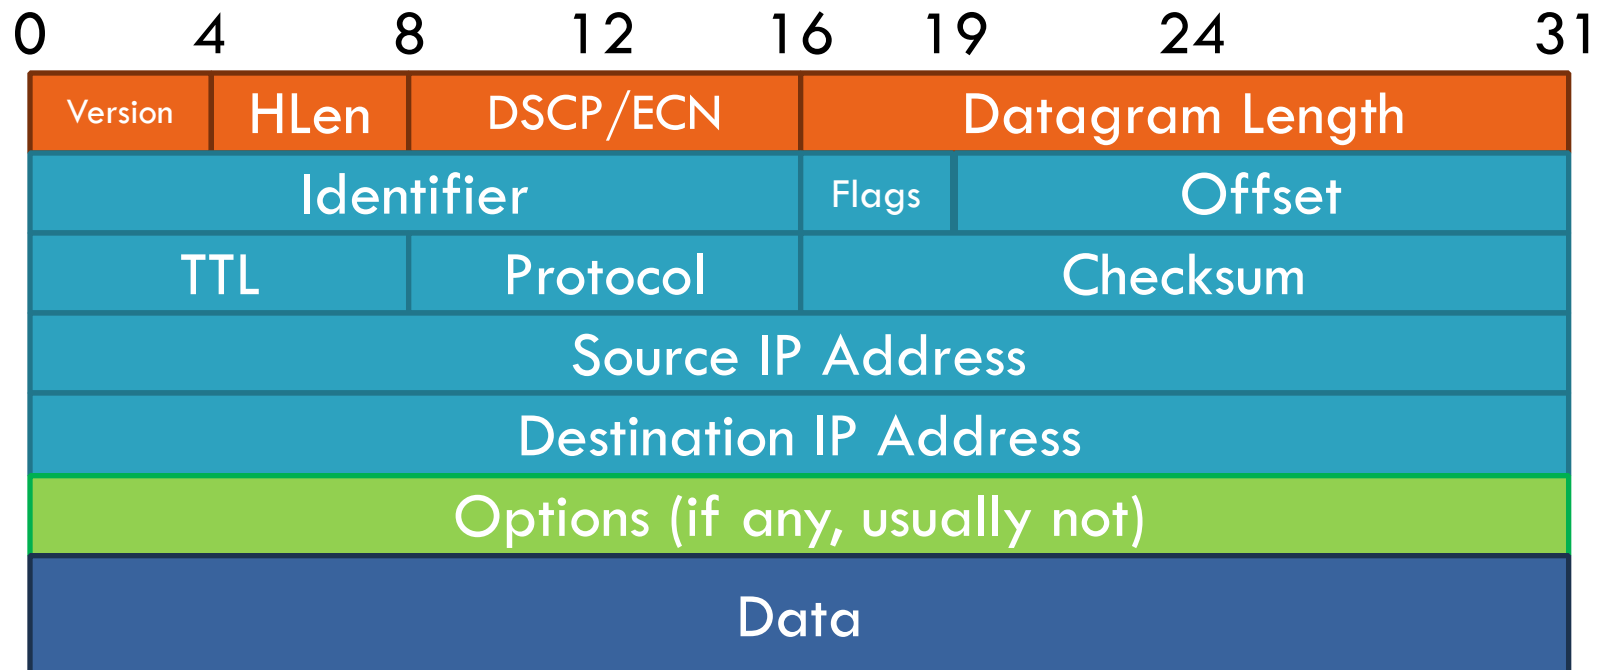 0 4 8 12 16 19 24 31
Version HLen DSCP/ECN Datagram Length
Identifier Flags Offset
TTL Protocol Checksum
Source IP Address
Destination IP Address
Options (if any, usually not)
Data